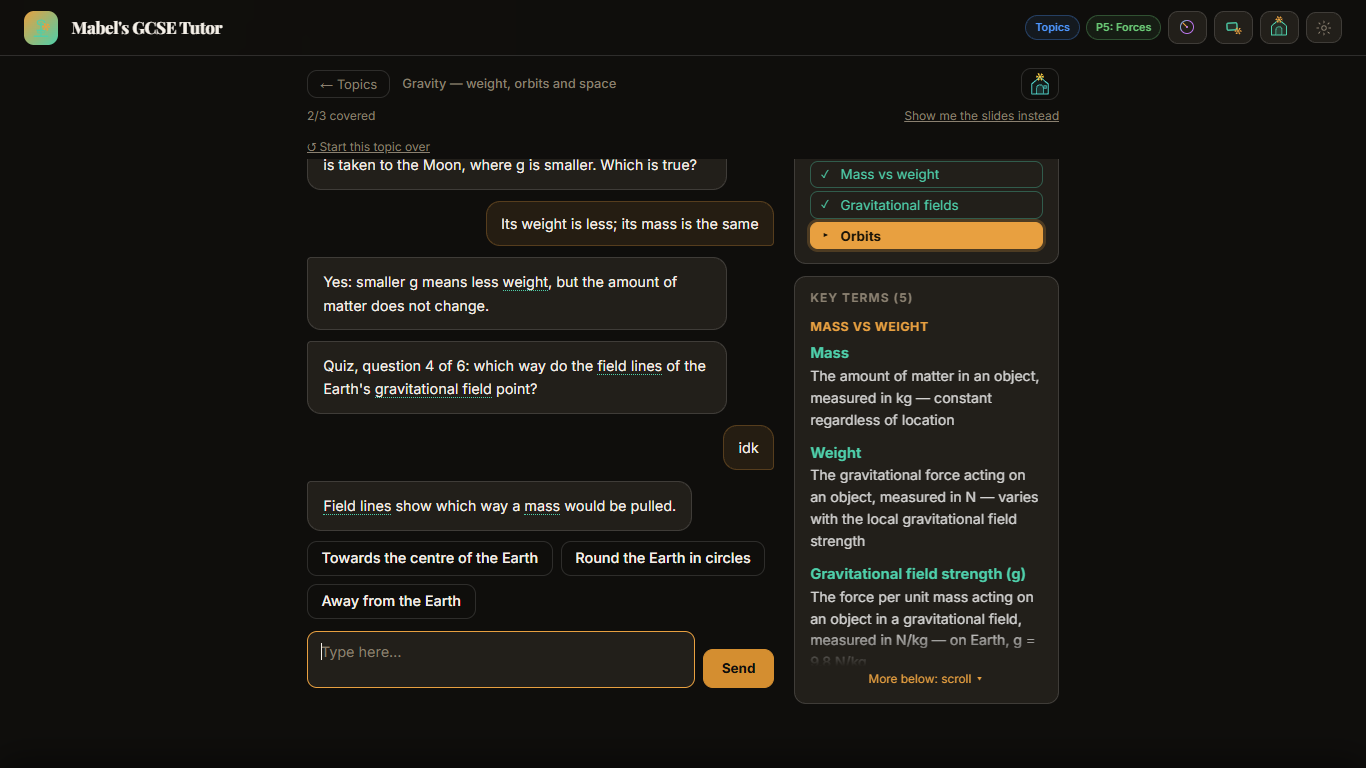 Mabel's GCSE Tutor
Topics
P5: Forces
← Topics
Gravity — weight, orbits and space
2/3 covered
Show me the slides instead
↺ Start this topic over
is taken to the Moon, where g is smaller. Which is true?
Its weight is less; its mass is the same
Yes: smaller g means less weight, but the amount of
matter does not change.
Quiz, question 4 of 6: which way do the field lines of the
Earth's gravitational field point?
idk
Field lines show which way a mass would be pulled.
Towards the centre of the Earth
Round the Earth in circles
Away from the Earth
Type here...
Send
✓ Mass vs weight
✓ Gravitational fields
▸ Orbits
KEY TERMS (5)
MASS VS WEIGHT
Mass
The amount of matter in an object,
measured in kg — constant
regardless of location
Weight
The gravitational force acting on
an object, measured in N — varies
with the local gravitational field
strength
Gravitational field strength (g)
The force per unit mass acting on
an object in a gravitational field,
measured in N/kg — on Earth, g =
9.8 N/kg
More below: scroll ▾